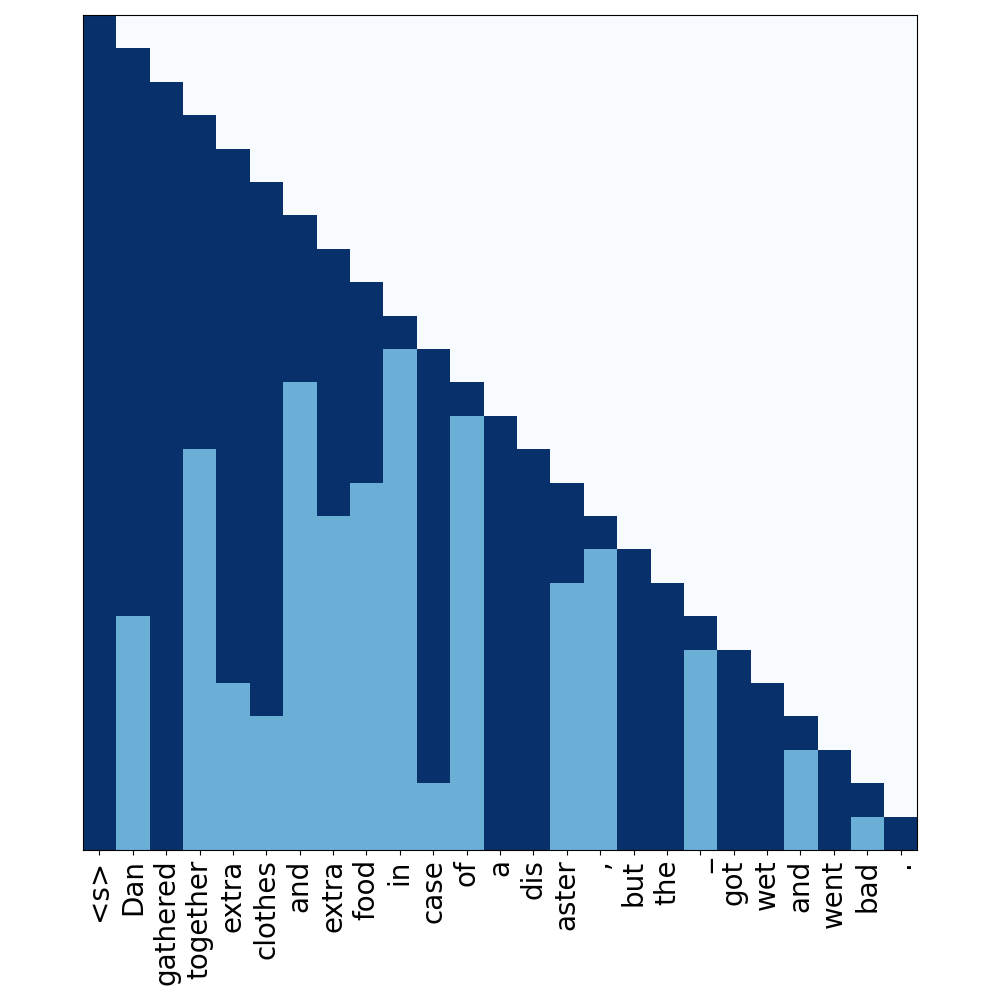 <s>
Dan
gathered
together
extra
clothes
and
extra
food
in
case
of
a
dis
aster
,
but
the
_
got
wet
and
went
bad
.